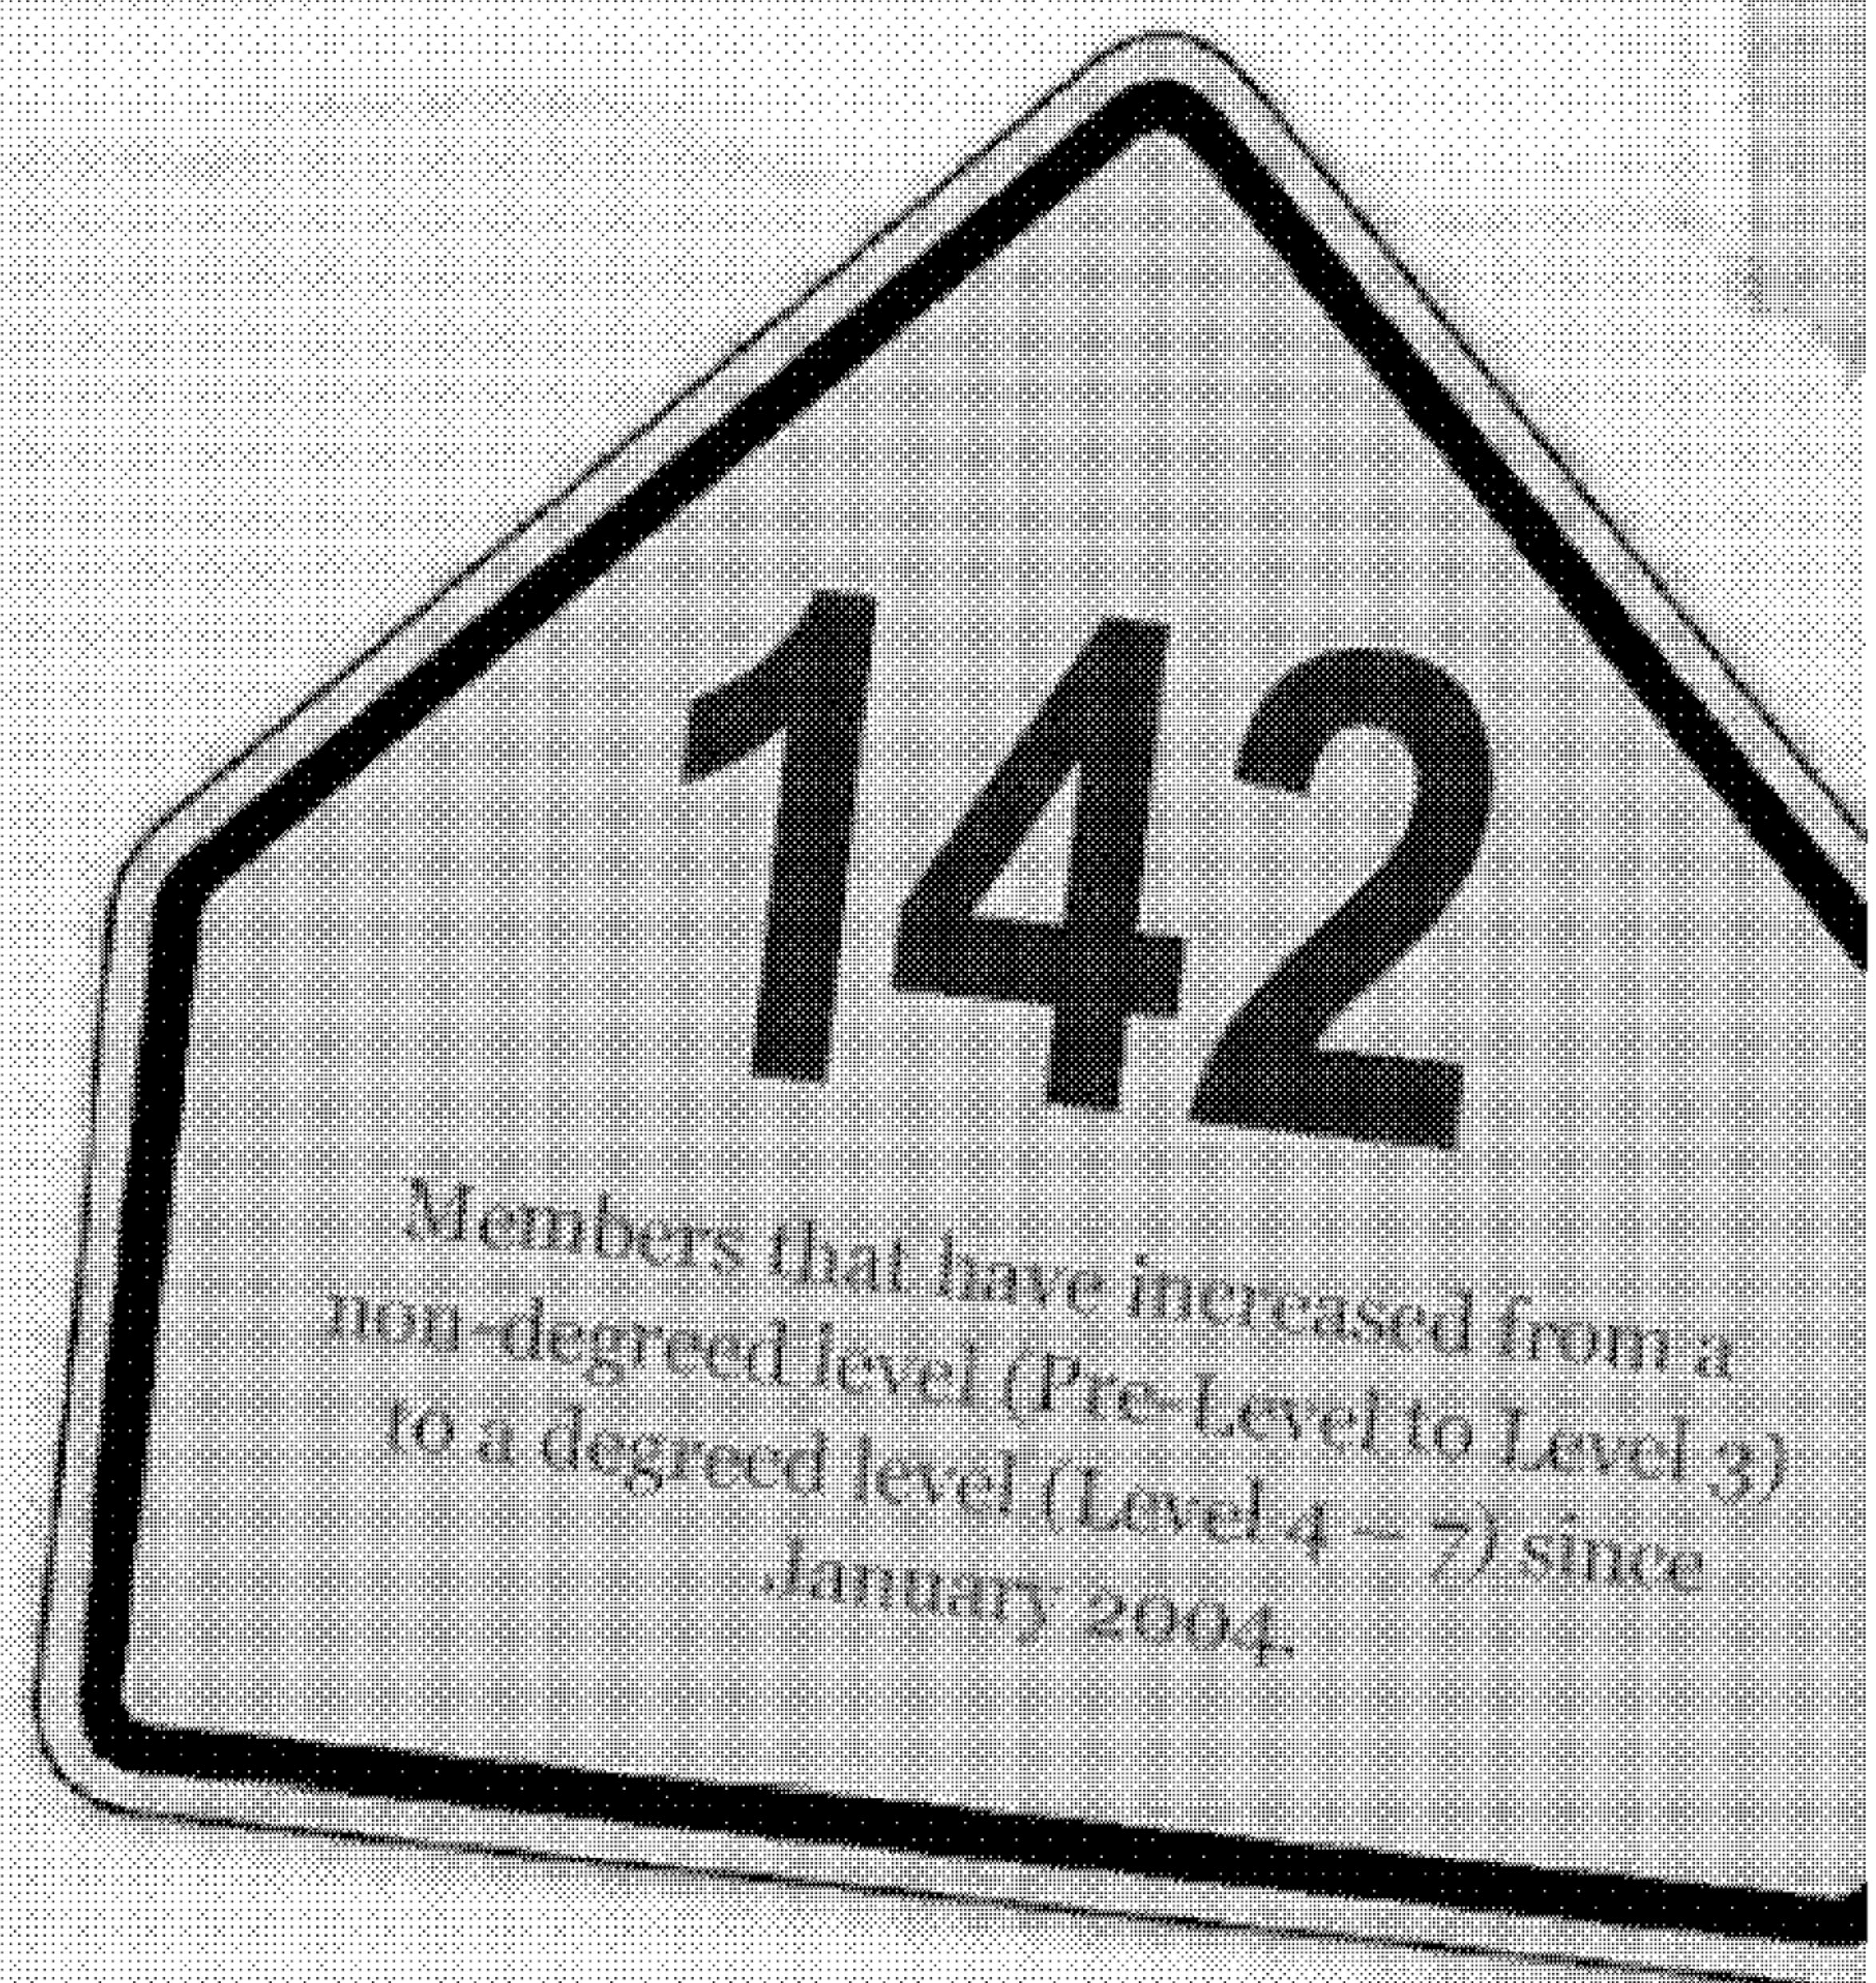 142
Members that have increased from a
non-degreed level (Pre-Level to Level 3)
to a degreed level (Level 4 – 7) since
January 2004.